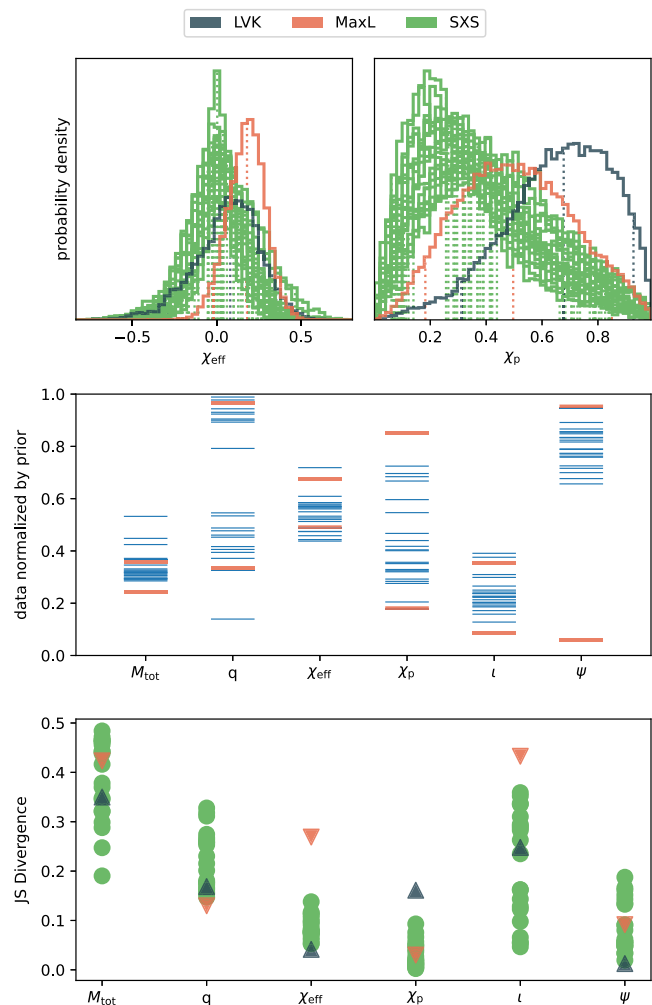 LVK MaxL SXS
probability density
−0.5 0.0 0.5
χeff
0.2 0.4 0.6 0.8
χp
data normalized by prior
1.0
0.8
0.6
0.4
0.2
0.0
Mtot q χeff χp ι ψ
JS Divergence
0.5
0.4
0.3
0.2
0.1
0.0
Mtot q χeff χp ι ψ